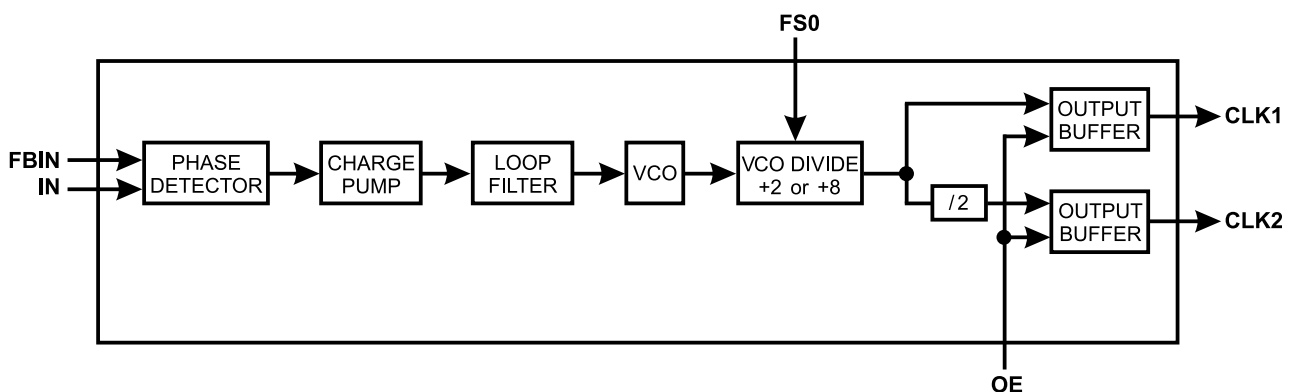 FS0
FBIN
IN
PHASE
DETECTOR
CHARGE
PUMP
LOOP
FILTER
VCO
VCO DIVIDE
+2 or +8
/2
OUTPUT
BUFFER
CLK1
OUTPUT
BUFFER
CLK2
OE